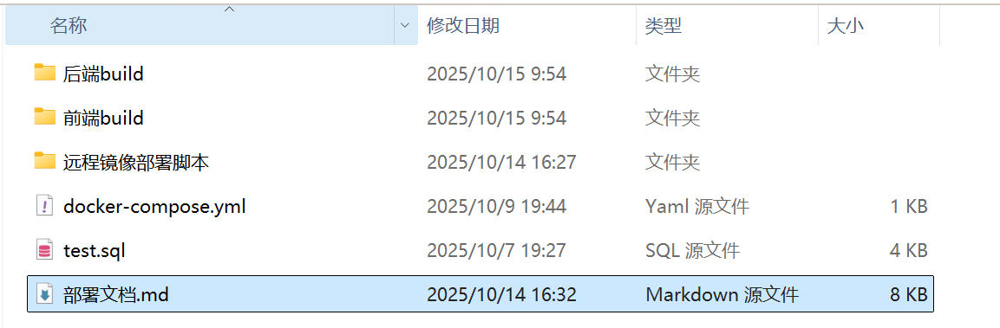 名称 修改日期 类型 大小
后端build 2025/10/15 9:54 文件夹
前端build 2025/10/15 9:54 文件夹
远程镜像部署脚本 2025/10/14 16:27 文件夹
docker-compose.yml 2025/10/9 19:44 Yaml 源文件 1 KB
test.sql 2025/10/7 19:27 SQL 源文件 4 KB
部署文档.md 2025/10/14 16:32 Markdown 源文件 8 KB